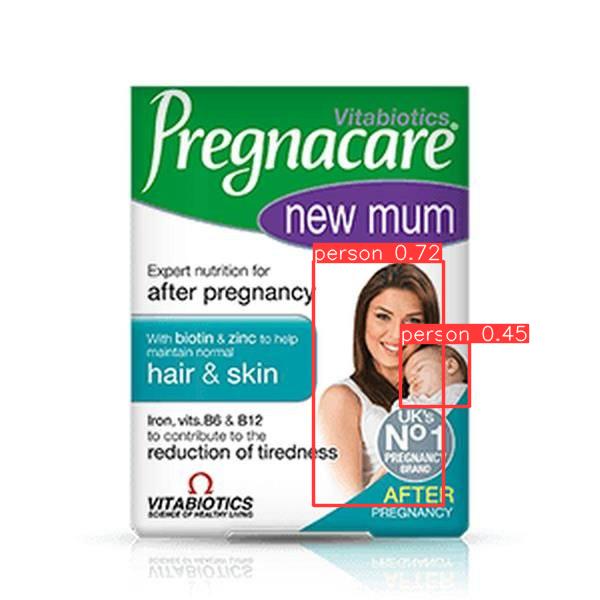 Vitabiotics
Pregnacare®
new mum
person 0.72
Expert nutrition for
after pregnancy
person 0.45
With biotin & zinc to help
maintain normal
hair & skin
Iron, vits.B6 & B12
to contribute to the
reduction of tiredness
UK's
Nº1
PREGNANCY
BRAND
AFTER
PREGNANCY
VITABIOTICS
SCIENCE OF HEALTHY LIVING